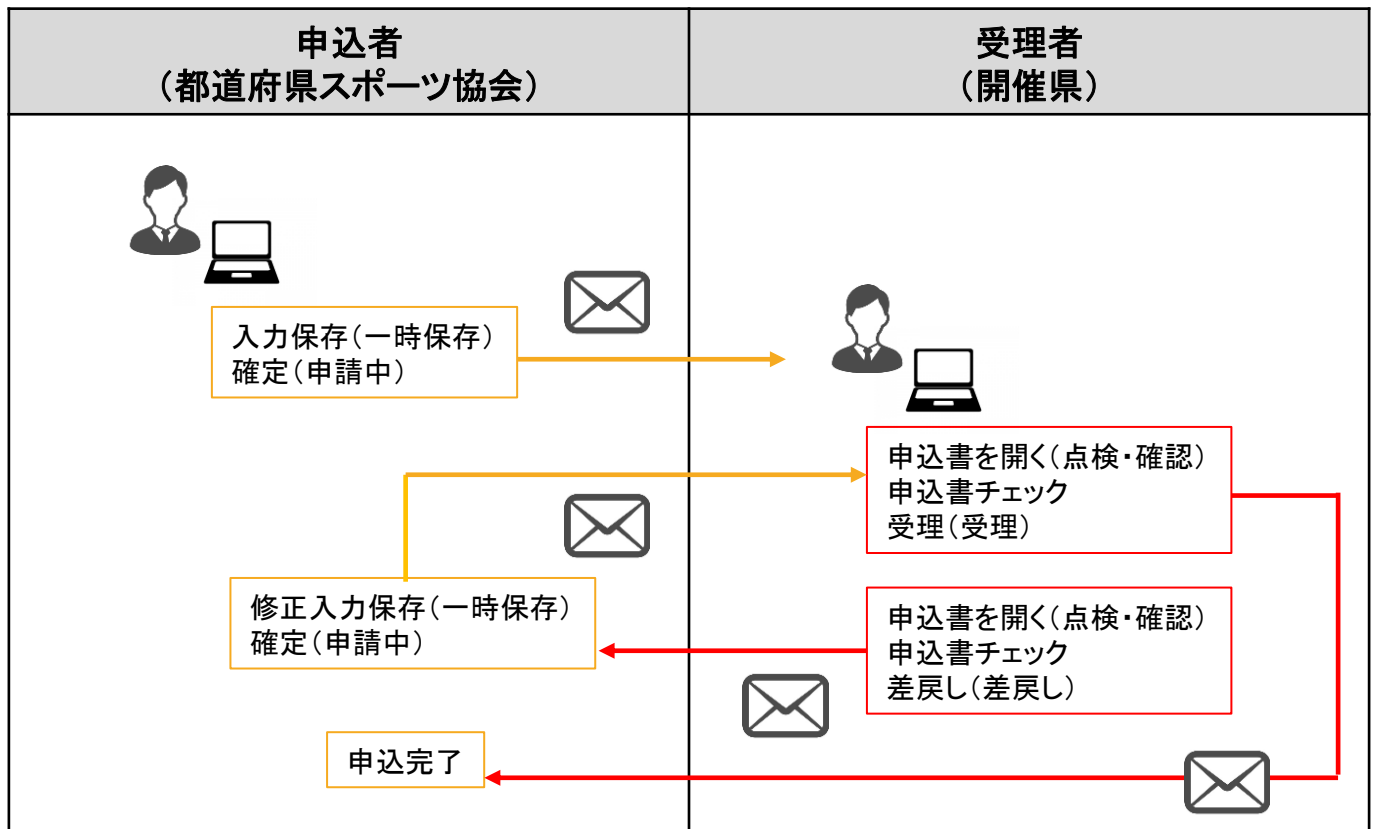 申込者
（都道府県スポーツ協会）
受理者
（開催県）
入力保存（一時保存）
確定（申請中）
申込書を開く（点検・確認）
申込書チェック
受理（受理）
修正入力保存（一時保存）
確定（申請中）
申込書を開く（点検・確認）
申込書チェック
差戻し（差戻し）
申込完了